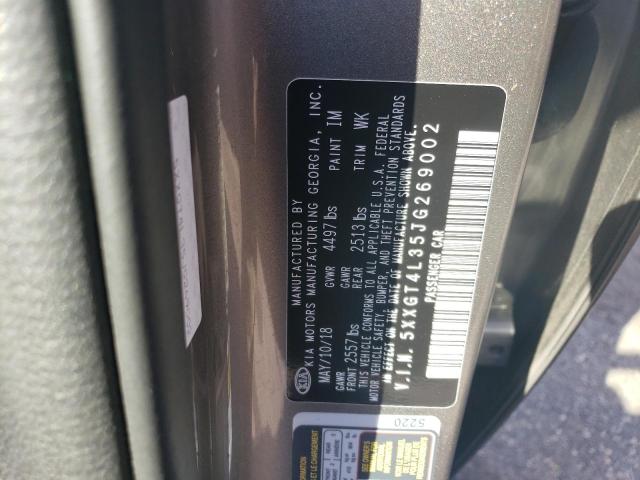 KIA
MANUFACTURED BY
KIA MOTORS MANUFACTURING GEORGIA, INC.
MAY/10/18 GVWR 4497 lbs PAINT IM
GAWR FRONT 2557 lbs GAWR REAR 2513 lbs TRIM WK
THIS VEHICLE CONFORMS TO ALL APPLICABLE U.S.A. FEDERAL
MOTOR VEHICLE SAFETY, BUMPER, AND THEFT PREVENTION STANDARDS
IN EFFECT ON THE DATE OF MANUFACTURE SHOWN ABOVE.
V.I.N. 5XXGT4L35JG269002
PASSENGER CAR
5220